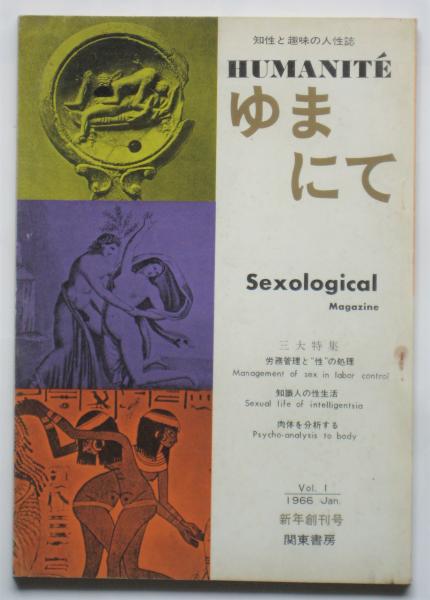 知性と趣味の人性誌
HUMANITÉ
ゆま
にて
Sexological
Magazine
三大特集
労務管理と“性”の処理
Management of sex in labor control
知識人の性生活
Sexual life of intelligentsia
肉体を分析する
Psycho-analysis to body
Vol. 1
1966 Jan.
新年創刊号
関東書房